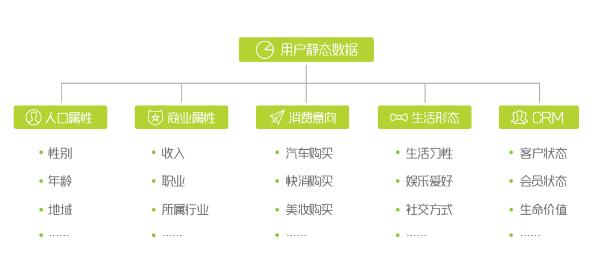 用户静态数据
人口属性
性别
年龄
地域
……
商业属性
收入
职业
所属行业
……
消费意向
汽车购买
快消购买
美妆购买
……
生活形态
生活习性
娱乐爱好
社交方式
……
CRM
客户状态
会员状态
生命价值
……